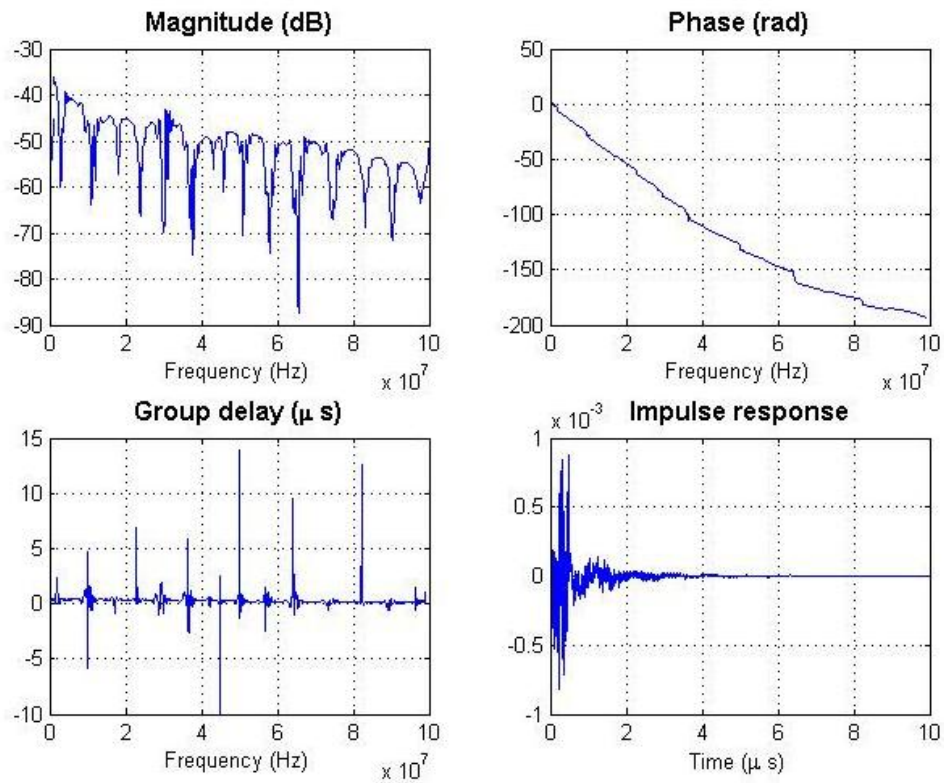 Magnitude (dB)
-30
-40
-50
-60
-70
-80
-90
0 2 4 6 8 10
Frequency (Hz)
x 10^7
Phase (rad)
50
0
-50
-100
-150
-200
0 2 4 6 8 10
Frequency (Hz)
x 10^7
Group delay (μ s)
15
10
5
0
-5
-10
0 2 4 6 8 10
Frequency (Hz)
x 10^7
Impulse response
x 10^-3
1
0.5
0
-0.5
-1
0 2 4 6 8 10
Time (μ s)